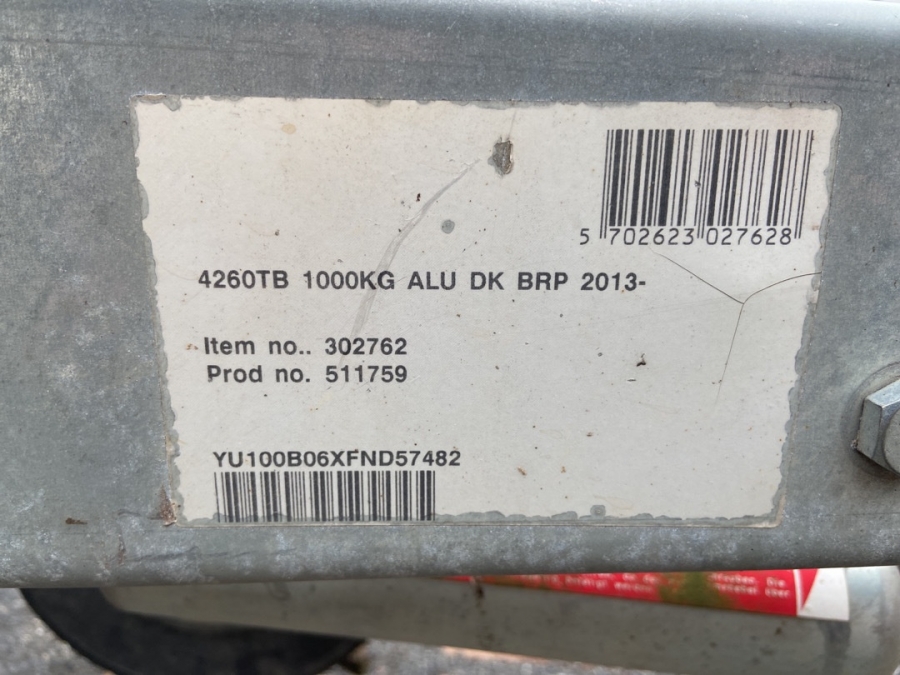 5 702623 027628
4260TB 1000KG ALU DK BRP 2013-
Item no.. 302762
Prod no. 511759
YU100B06XFND57482